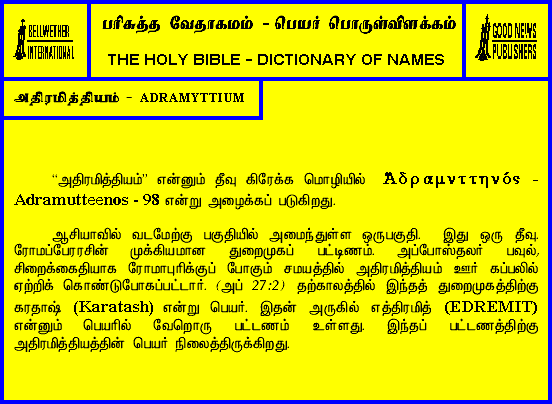 BELLWETHER
INTERNATIONAL
பரிசுத்த வேதாகமம் - பெயர் பொருள்விளக்கம்
THE HOLY BIBLE - DICTIONARY OF NAMES
GOOD NEWS
PUBLISHERS
அதிரமித்தியம் - ADRAMYTTIUM
“அதிரமித்தியம்” என்னும் தீவு கிரேக்க மொழியில் Ἀδραμνττηνός -
Adramutteenos - 98 என்று அழைக்கப் படுகிறது.
ஆசியாவில் வடமேற்கு பகுதியில் அமைந்துள்ள ஒருபகுதி. இது ஒரு தீவு.
ரோமப்பேரரசின் முக்கியமான துறைமுகப் பட்டிணம். அப்போஸ்தலர் பவுல்,
சிறைக்கைதியாக ரோமாபுரிக்குப் போகும் சமயத்தில் அதிரமித்தியம் ஊர் கப்பலில்
ஏற்றிக் கொண்டுபோகப்பட்டார். (அப் 27:2) தற்காலத்தில் இந்தத் துறைமுகத்திற்கு
கரதாஷ் (Karatash) என்று பெயர். இதன் அருகில் எத்திரமித் (EDREMIT)
என்னும் பெயரில் வேறொரு பட்டணம் உள்ளது. இந்தப் பட்டணத்திற்கு
அதிரமித்தியத்தின் பெயர் நிலைத்திருக்கிறது.